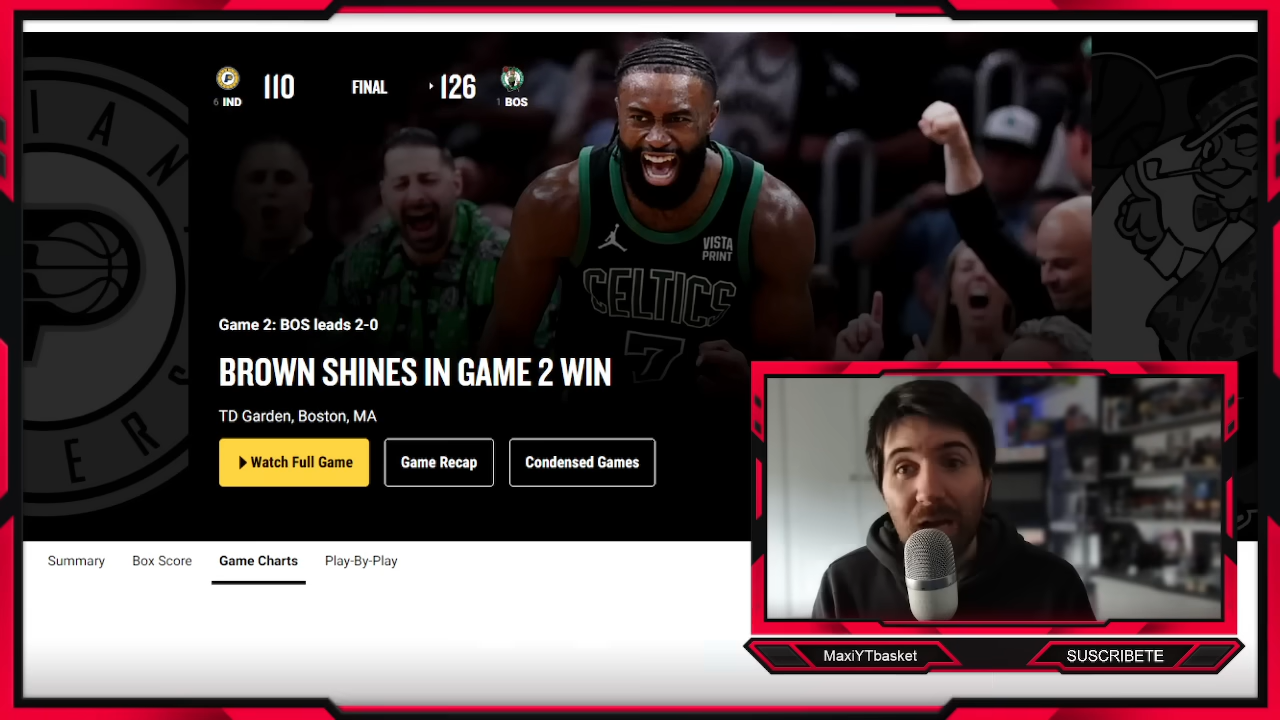 110
FINAL
126
6 IND
1 BOS
VISTA
PRINT
CELTICS
7
Game 2: BOS leads 2-0
BROWN SHINES IN GAME 2 WIN
TD Garden, Boston, MA
Watch Full Game
Game Recap
Condensed Games
Summary
Box Score
Game Charts
Play-By-Play
MaxiYTbasket
SUSCRIBETE